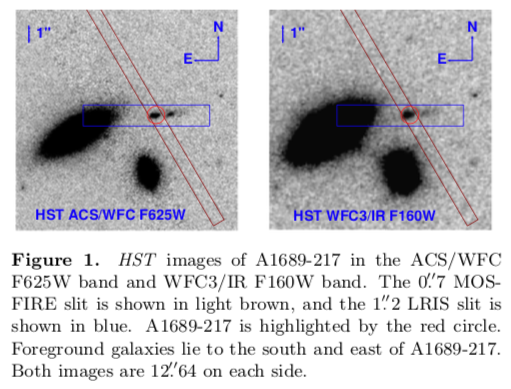 1" N 1" N
E E
HST ACS/WFC F625W HST WFC3/IR F160W
Figure 1. HST images of A1689-217 in the ACS/WFC
F625W band and WFC3/IR F160W band. The 0.″7 MOS-
FIRE slit is shown in light brown, and the 1.″2 LRIS slit is
shown in blue. A1689-217 is highlighted by the red circle.
Foreground galaxies lie to the south and east of A1689-217.
Both images are 12.″64 on each side.